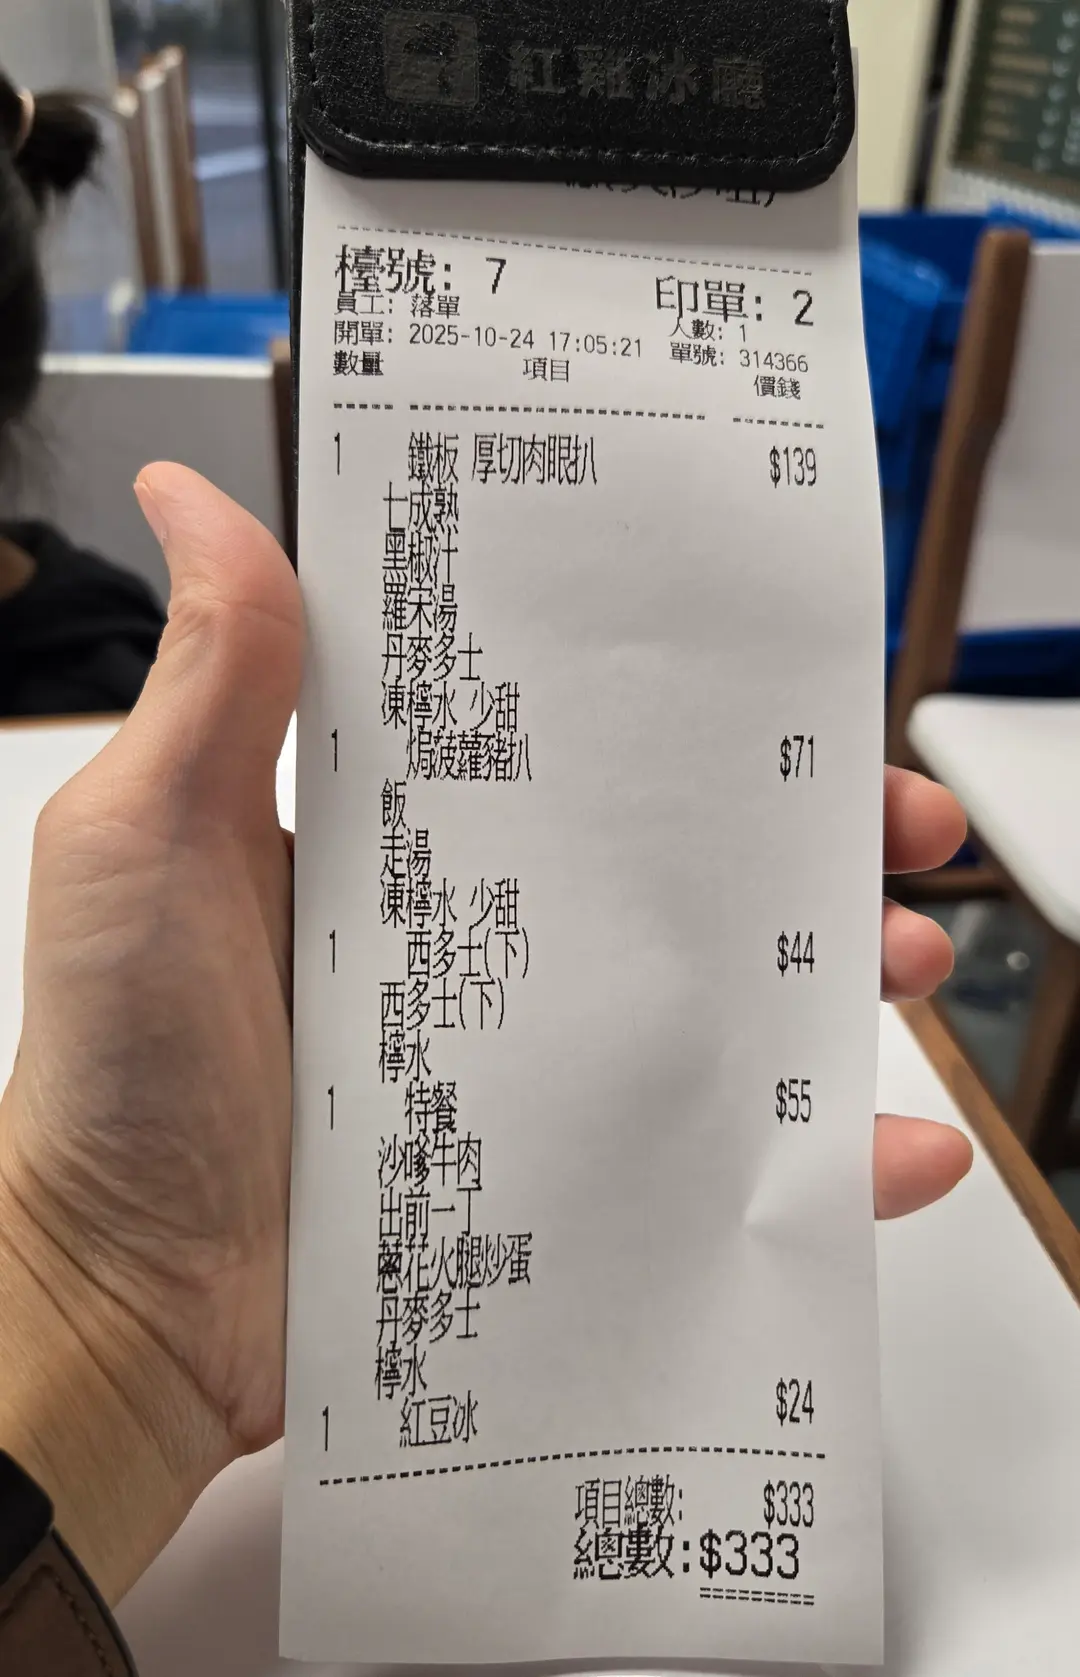 紅雞冰廳
檯號: 7
印單: 2
員工: 落單
人數: 1
開單: 2025-10-24 17:05:21
單號: 314366
數量 項目 價錢
1 鐵板 厚切肉眼扒 $139
七成熟
黑椒汁
羅宋湯
丹麥多士
凍檸水 少甜
1 焗菠蘿豬扒 $71
飯
走湯
凍檸水 少甜
1 西多士(下) $44
西多士(下)
檸水
1 特餐 $55
沙嗲牛肉
出前一丁
蔥花火腿炒蛋
丹麥多士
檸水
1 紅豆冰 $24
項目總數: $333
總數:$333